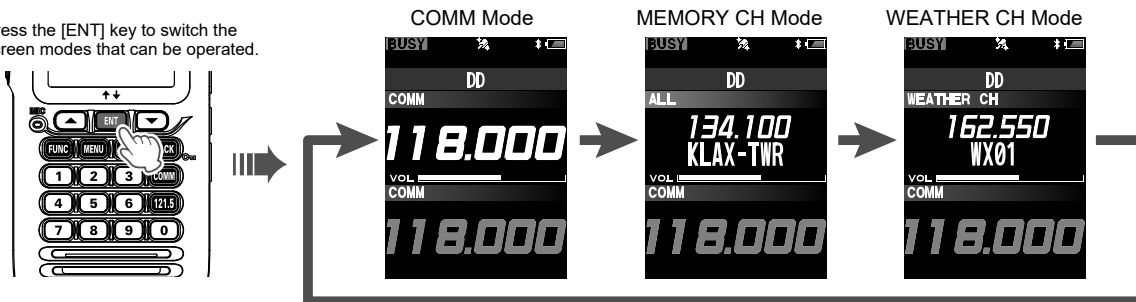 COMM Mode
MEMORY CH Mode
WEATHER CH Mode
ress the [ENT] key to switch the
creen modes that can be operated.
MIC
ENT
FUNC MENU CK
1 2 3 COMM
4 5 6 121.5
7 8 9 0
BUSY
DD
COMM
118.000
VOL
COMM
118.000
BUSY
DD
ALL
134.100
KLAX-TWR
VOL
COMM
118.000
BUSY
DD
WEATHER CH
162.550
WX01
VOL
COMM
118.000